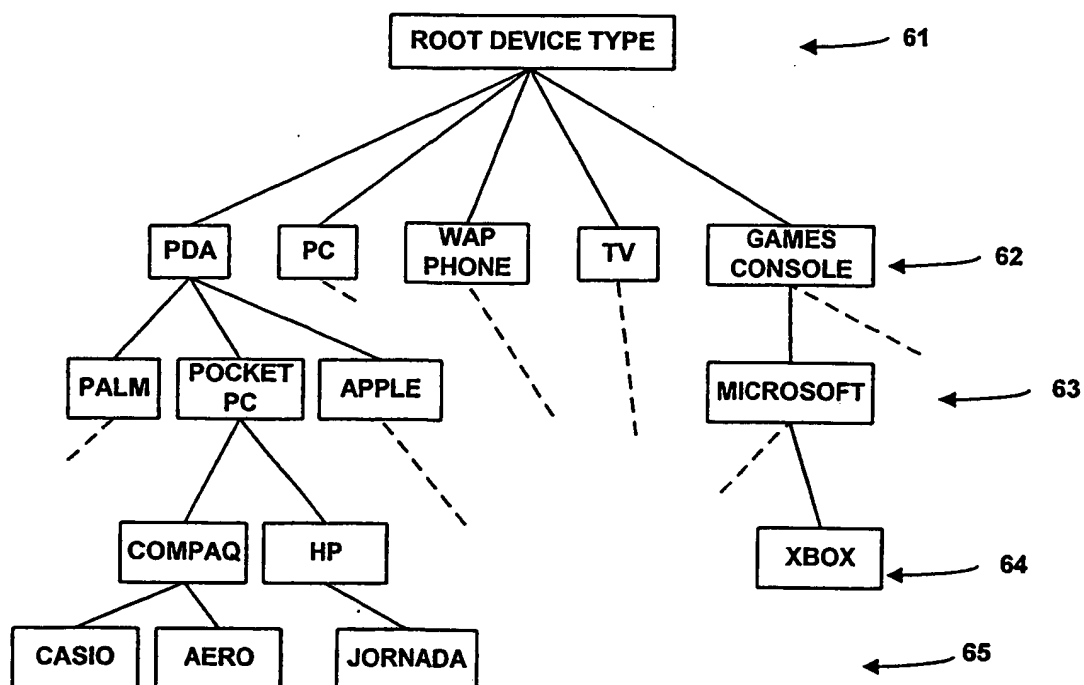 ROOT DEVICE TYPE
61
PDA
PC
WAP
PHONE
TV
GAMES
CONSOLE
62
PALM
POCKET
PC
APPLE
MICROSOFT
63
COMPAQ
HP
XBOX
64
CASIO
AERO
JORNADA
65